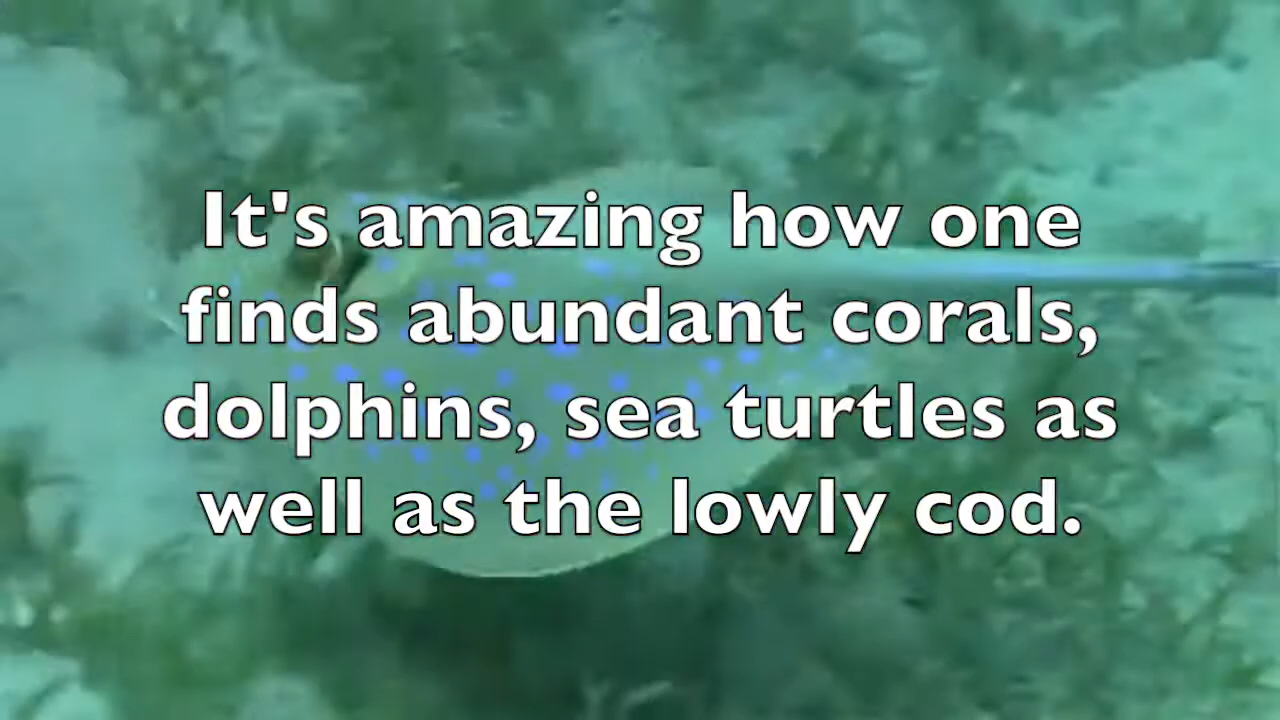 It's amazing how one
finds abundant corals,
dolphins, sea turtles as
well as the lowly cod.